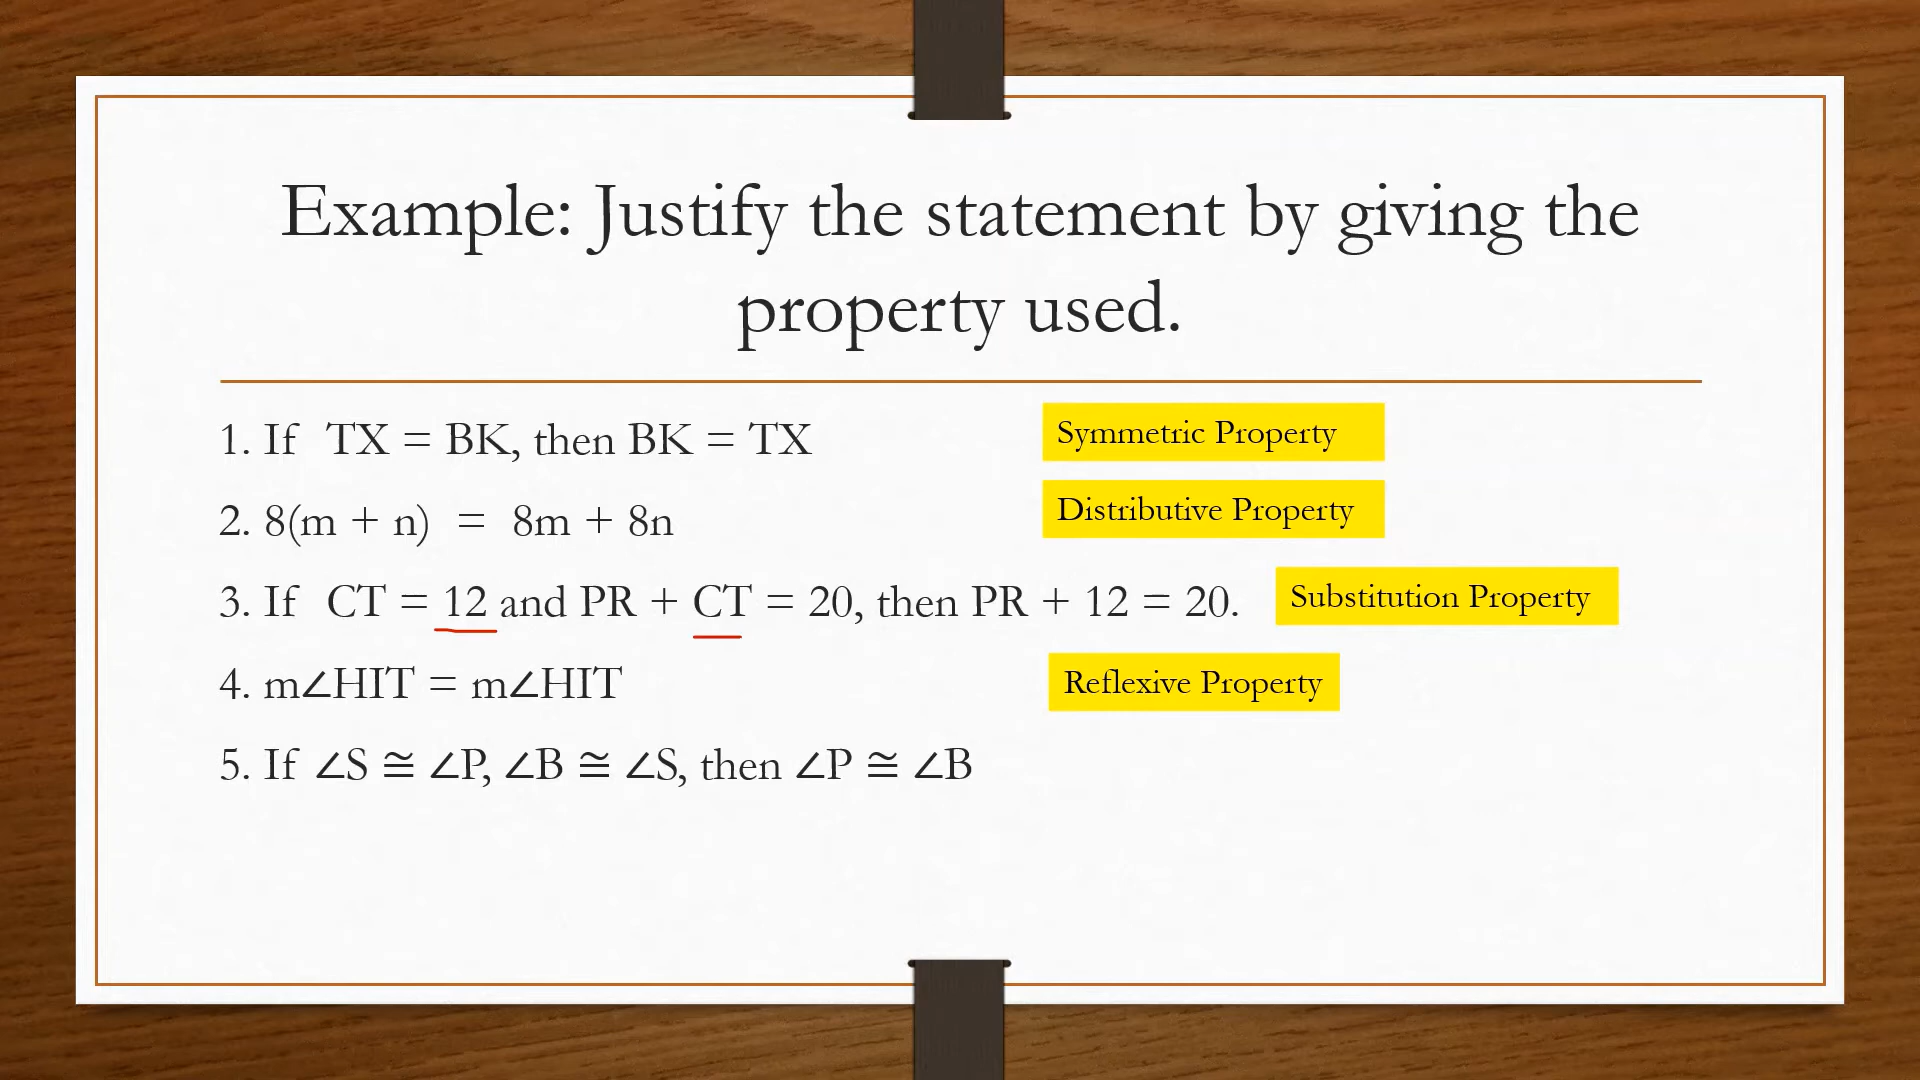 Example: Justify the statement by giving the
property used.
1. If TX = BK, then BK = TX
Symmetric Property
2. 8(m + n) = 8m + 8n
Distributive Property
3. If CT = 12 and PR + CT = 20, then PR + 12 = 20.
Substitution Property
4. m∠HIT = m∠HIT
Reflexive Property
5. If ∠S ≅ ∠P, ∠B ≅ ∠S, then ∠P ≅ ∠B